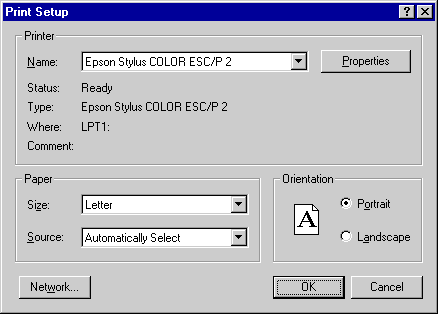 Print Setup
Printer
Name: Epson Stylus COLOR ESC/P 2 Properties
Status: Ready
Type: Epson Stylus COLOR ESC/P 2
Where: LPT1:
Comment:
Paper
Size: Letter
Source: Automatically Select
Orientation
A
Portrait
Landscape
Network... OK Cancel